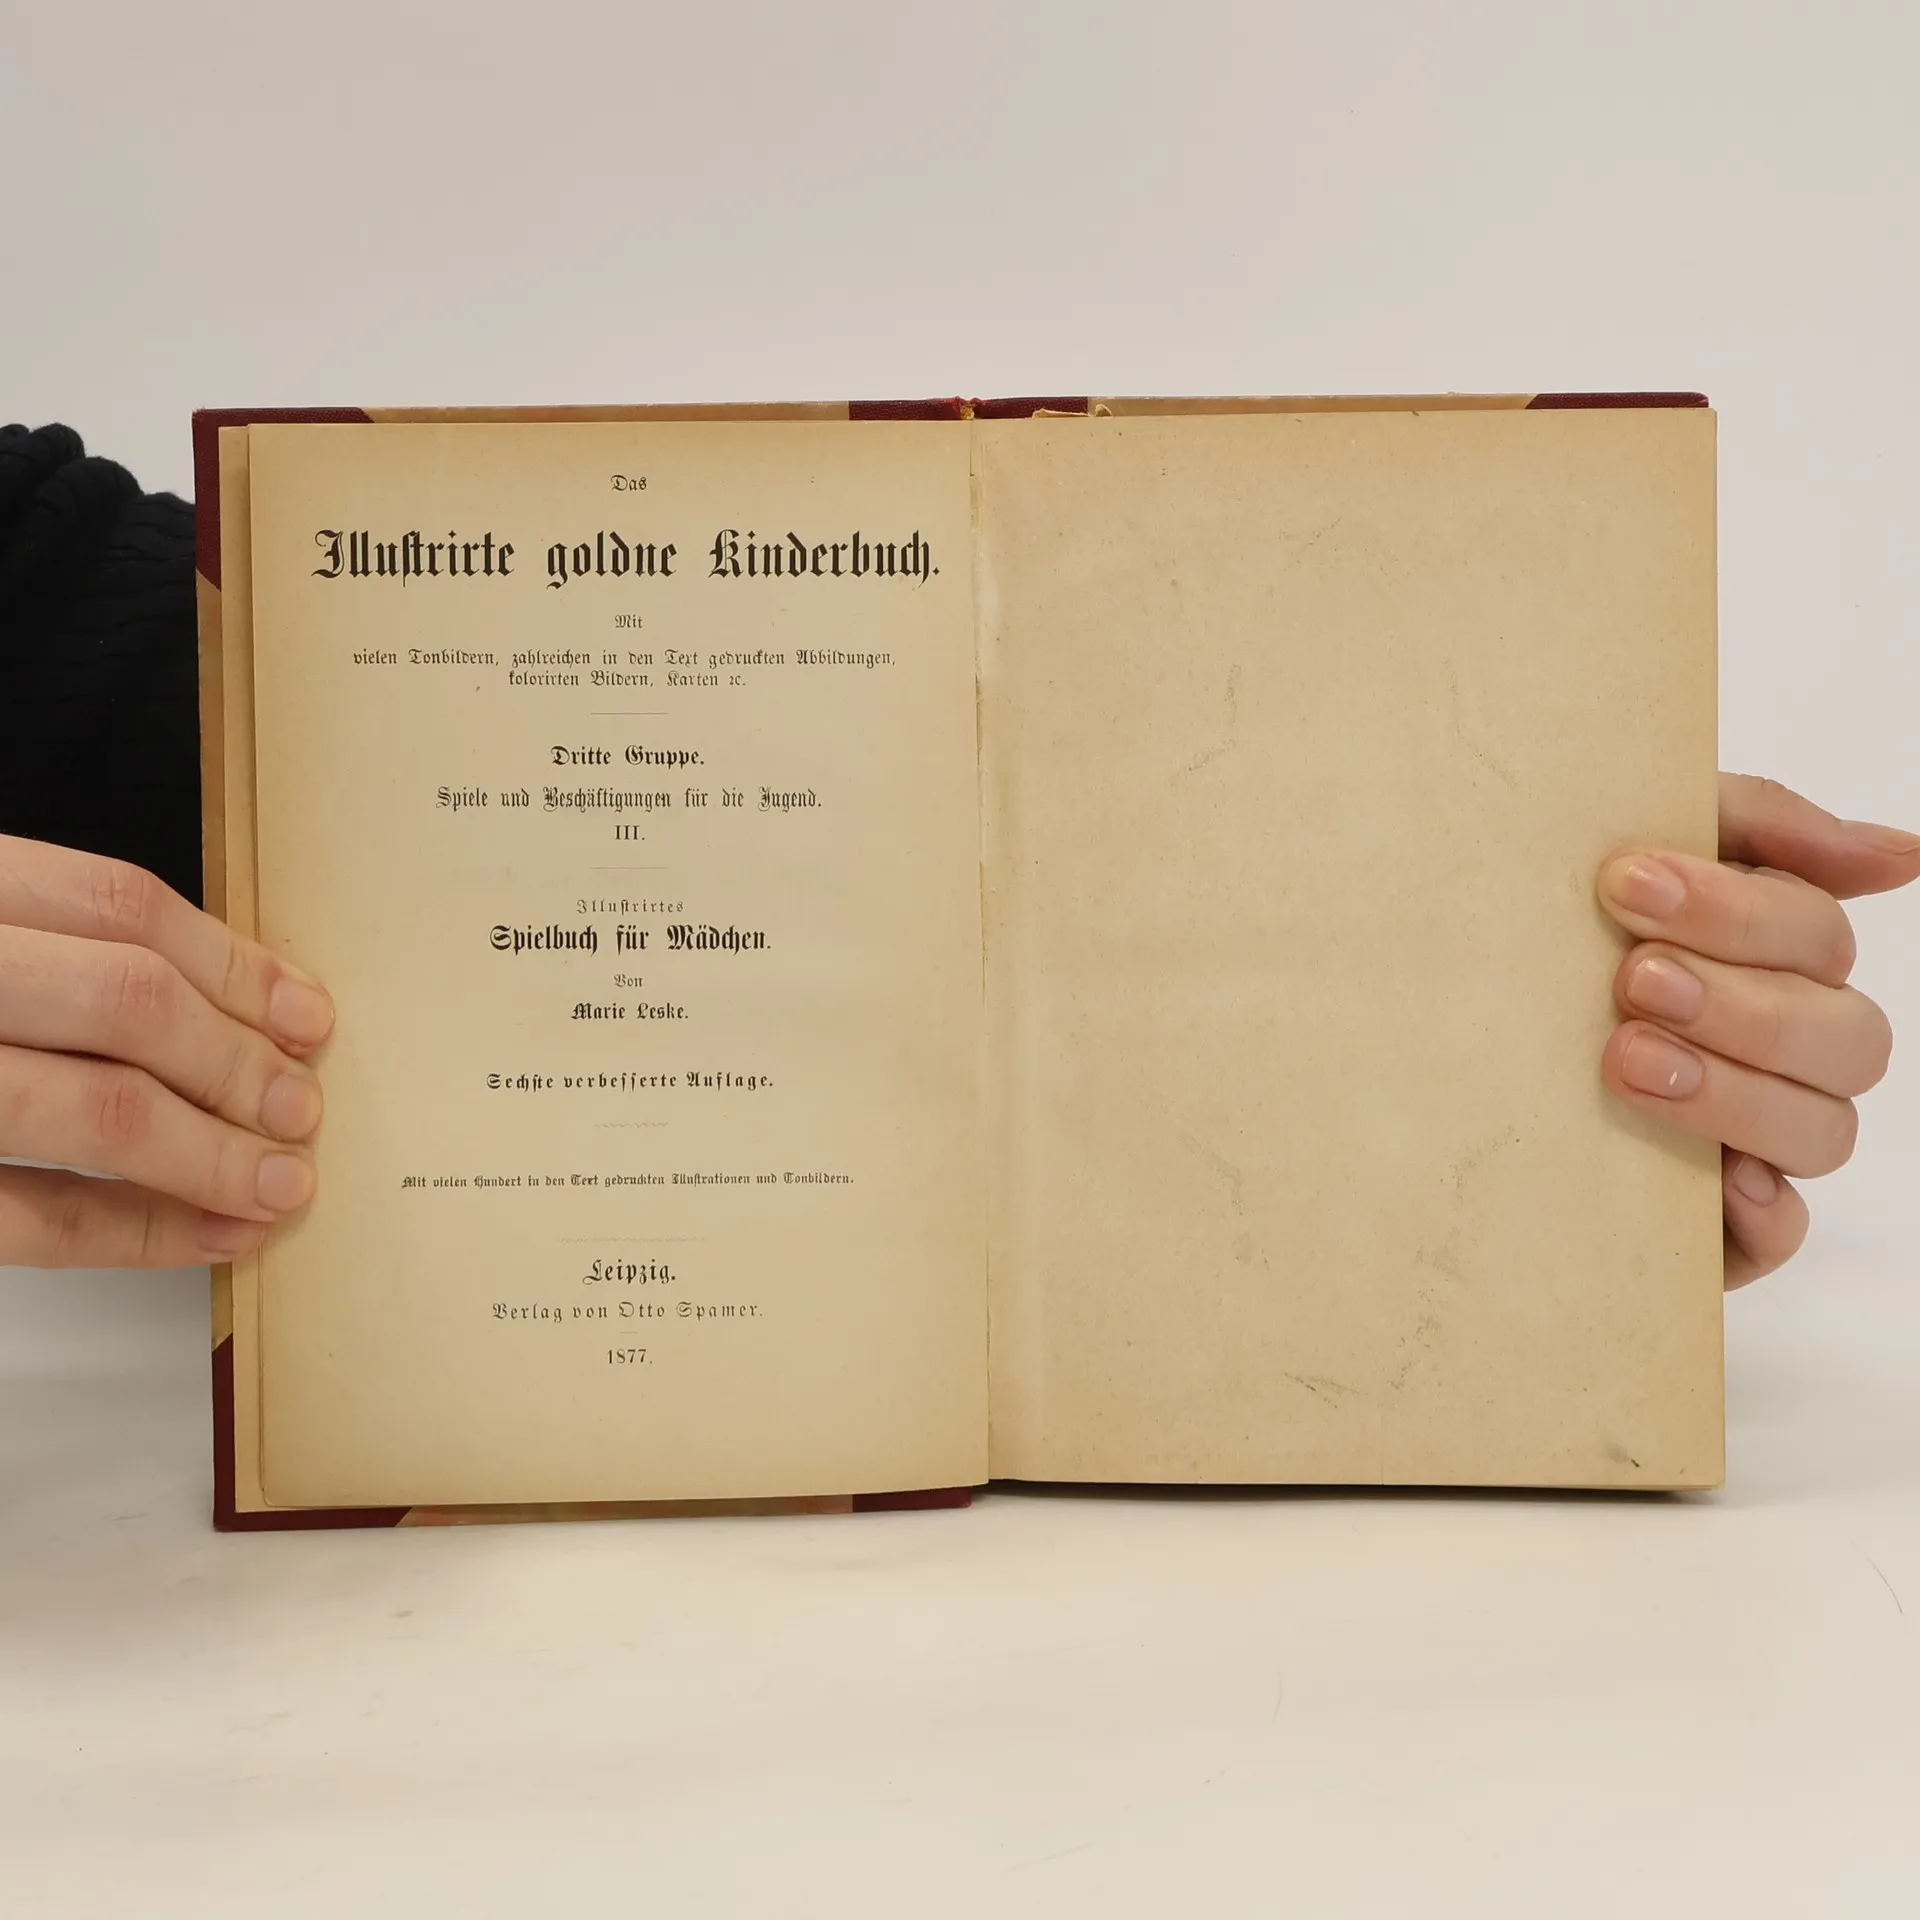 Das
Illustrirte goldne Kinderbuch.
Mit
vielen Tonbildern, zahlreichen in den Text gedruckten Abbildungen,
kolorirten Bildern, Karten ꝛc.
Dritte Gruppe.
Spiele und Beschäftigungen für die Jugend.
III.
Illustrirtes
Spielbuch für Mädchen.
Von
Marie Leske.
Sechste verbesserte Auflage.
Mit vielen Hundert in den Text gedruckten Illustrationen und Tonbildern.
Leipzig.
Verlag von Otto Spamer.
1877.